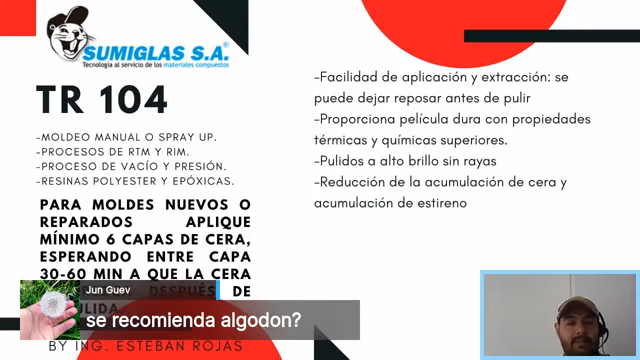 SUMIGLAS S.A.
Tecnología al servicio de los materiales compuestos
TR 104
-MOLDEO MANUAL O SPRAY UP.
-PROCESOS DE RTM Y RIM.
-PROCESO DE VACÍO Y PRESIÓN.
-RESINAS POLYESTER Y EPÓXICAS.
PARA MOLDES NUEVOS O
REPARADOS APLIQUE
MÍNIMO 6 CAPAS DE CERA,
ESPERANDO ENTRE CAPA
30-60 MIN A QUE LA CERA
DESPUÉS DE
BY ING. ESTEBAN ROJAS
-Facilidad de aplicación y extracción: se
puede dejar reposar antes de pulir
-Proporciona película dura con propiedades
térmicas y químicas superiores.
-Pulidos a alto brillo sin rayas
-Reducción de la acumulación de cera y
acumulación de estireno
Jun Guev
se recomienda algodon?